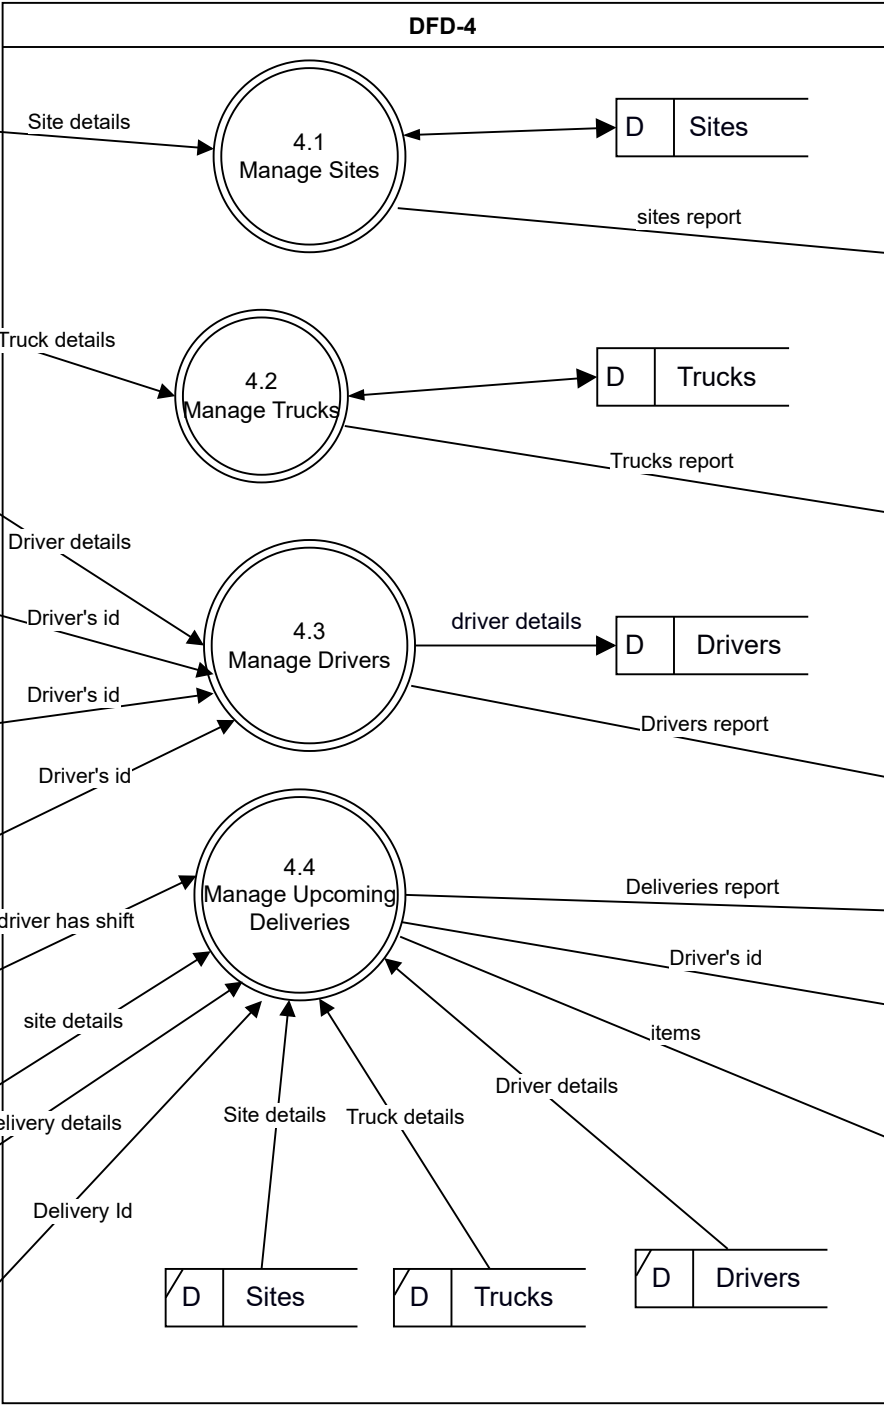 DFD-4
Site details
4.1
Manage Sites
D
Sites
sites report
Truck details
4.2
Manage Trucks
D
Trucks
Trucks report
Driver details
Driver's id
Driver's id
Driver's id
4.3
Manage Drivers
driver details
D
Drivers
Drivers report
4.4
Manage Upcoming
Deliveries
Deliveries report
driver has shift
Driver's id
site details
items
Driver details
elivery details
Site details
Truck details
Delivery Id
D
Sites
D
Trucks
D
Drivers